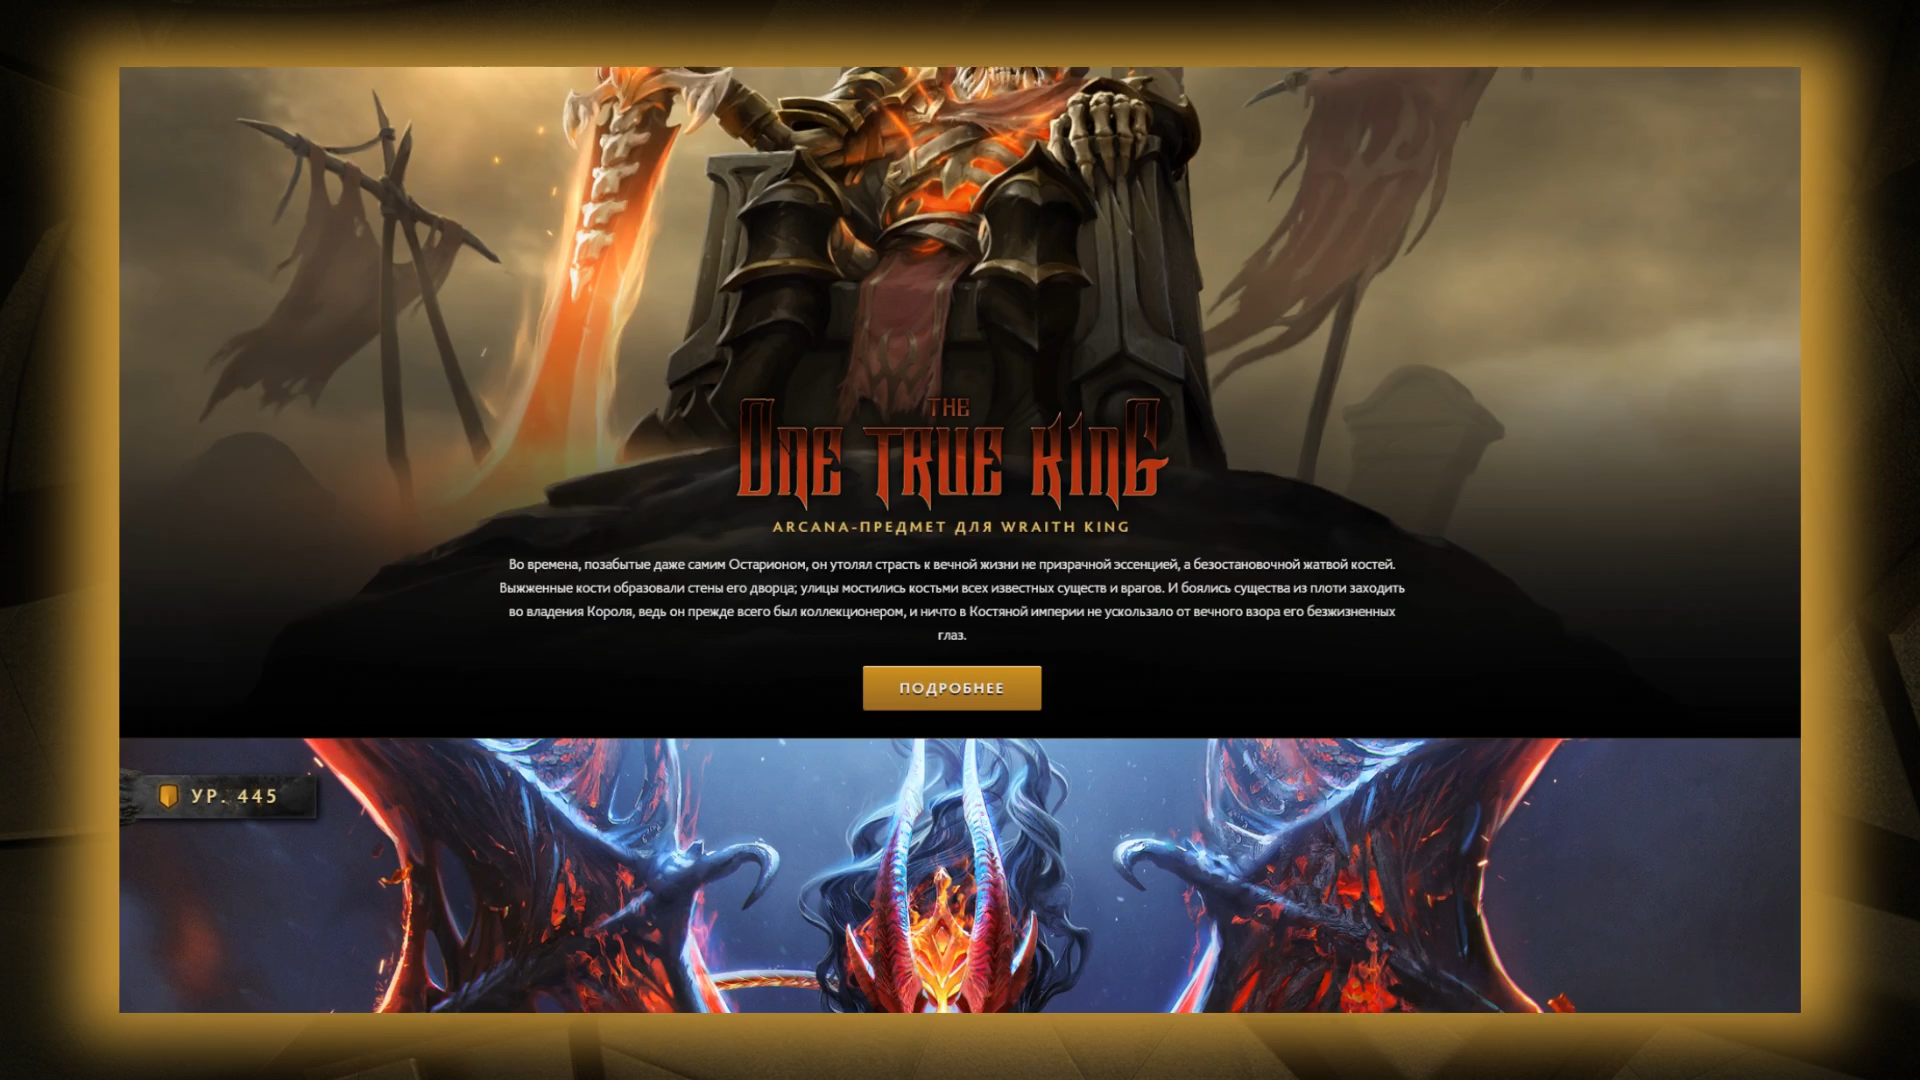 THE
ONE TRUE KING
ARCANA-ПРЕДМЕТ ДЛЯ WRAITH KING
Во времена, позабытые даже самим Остарионом, он утолял страсть к вечной жизни не призрачной эссенцией, а безостановочной жатвой костей.
Выжженные кости образовали стены его дворца; улицы мостились костьми всех известных существ и врагов. И боялись существа из плоти заходить
во владения Короля, ведь он прежде всего был коллекционером, и ничто в Костяной империи не ускользало от вечного взора его безжизненных
глаз.
ПОДРОБНЕЕ
УР. 445